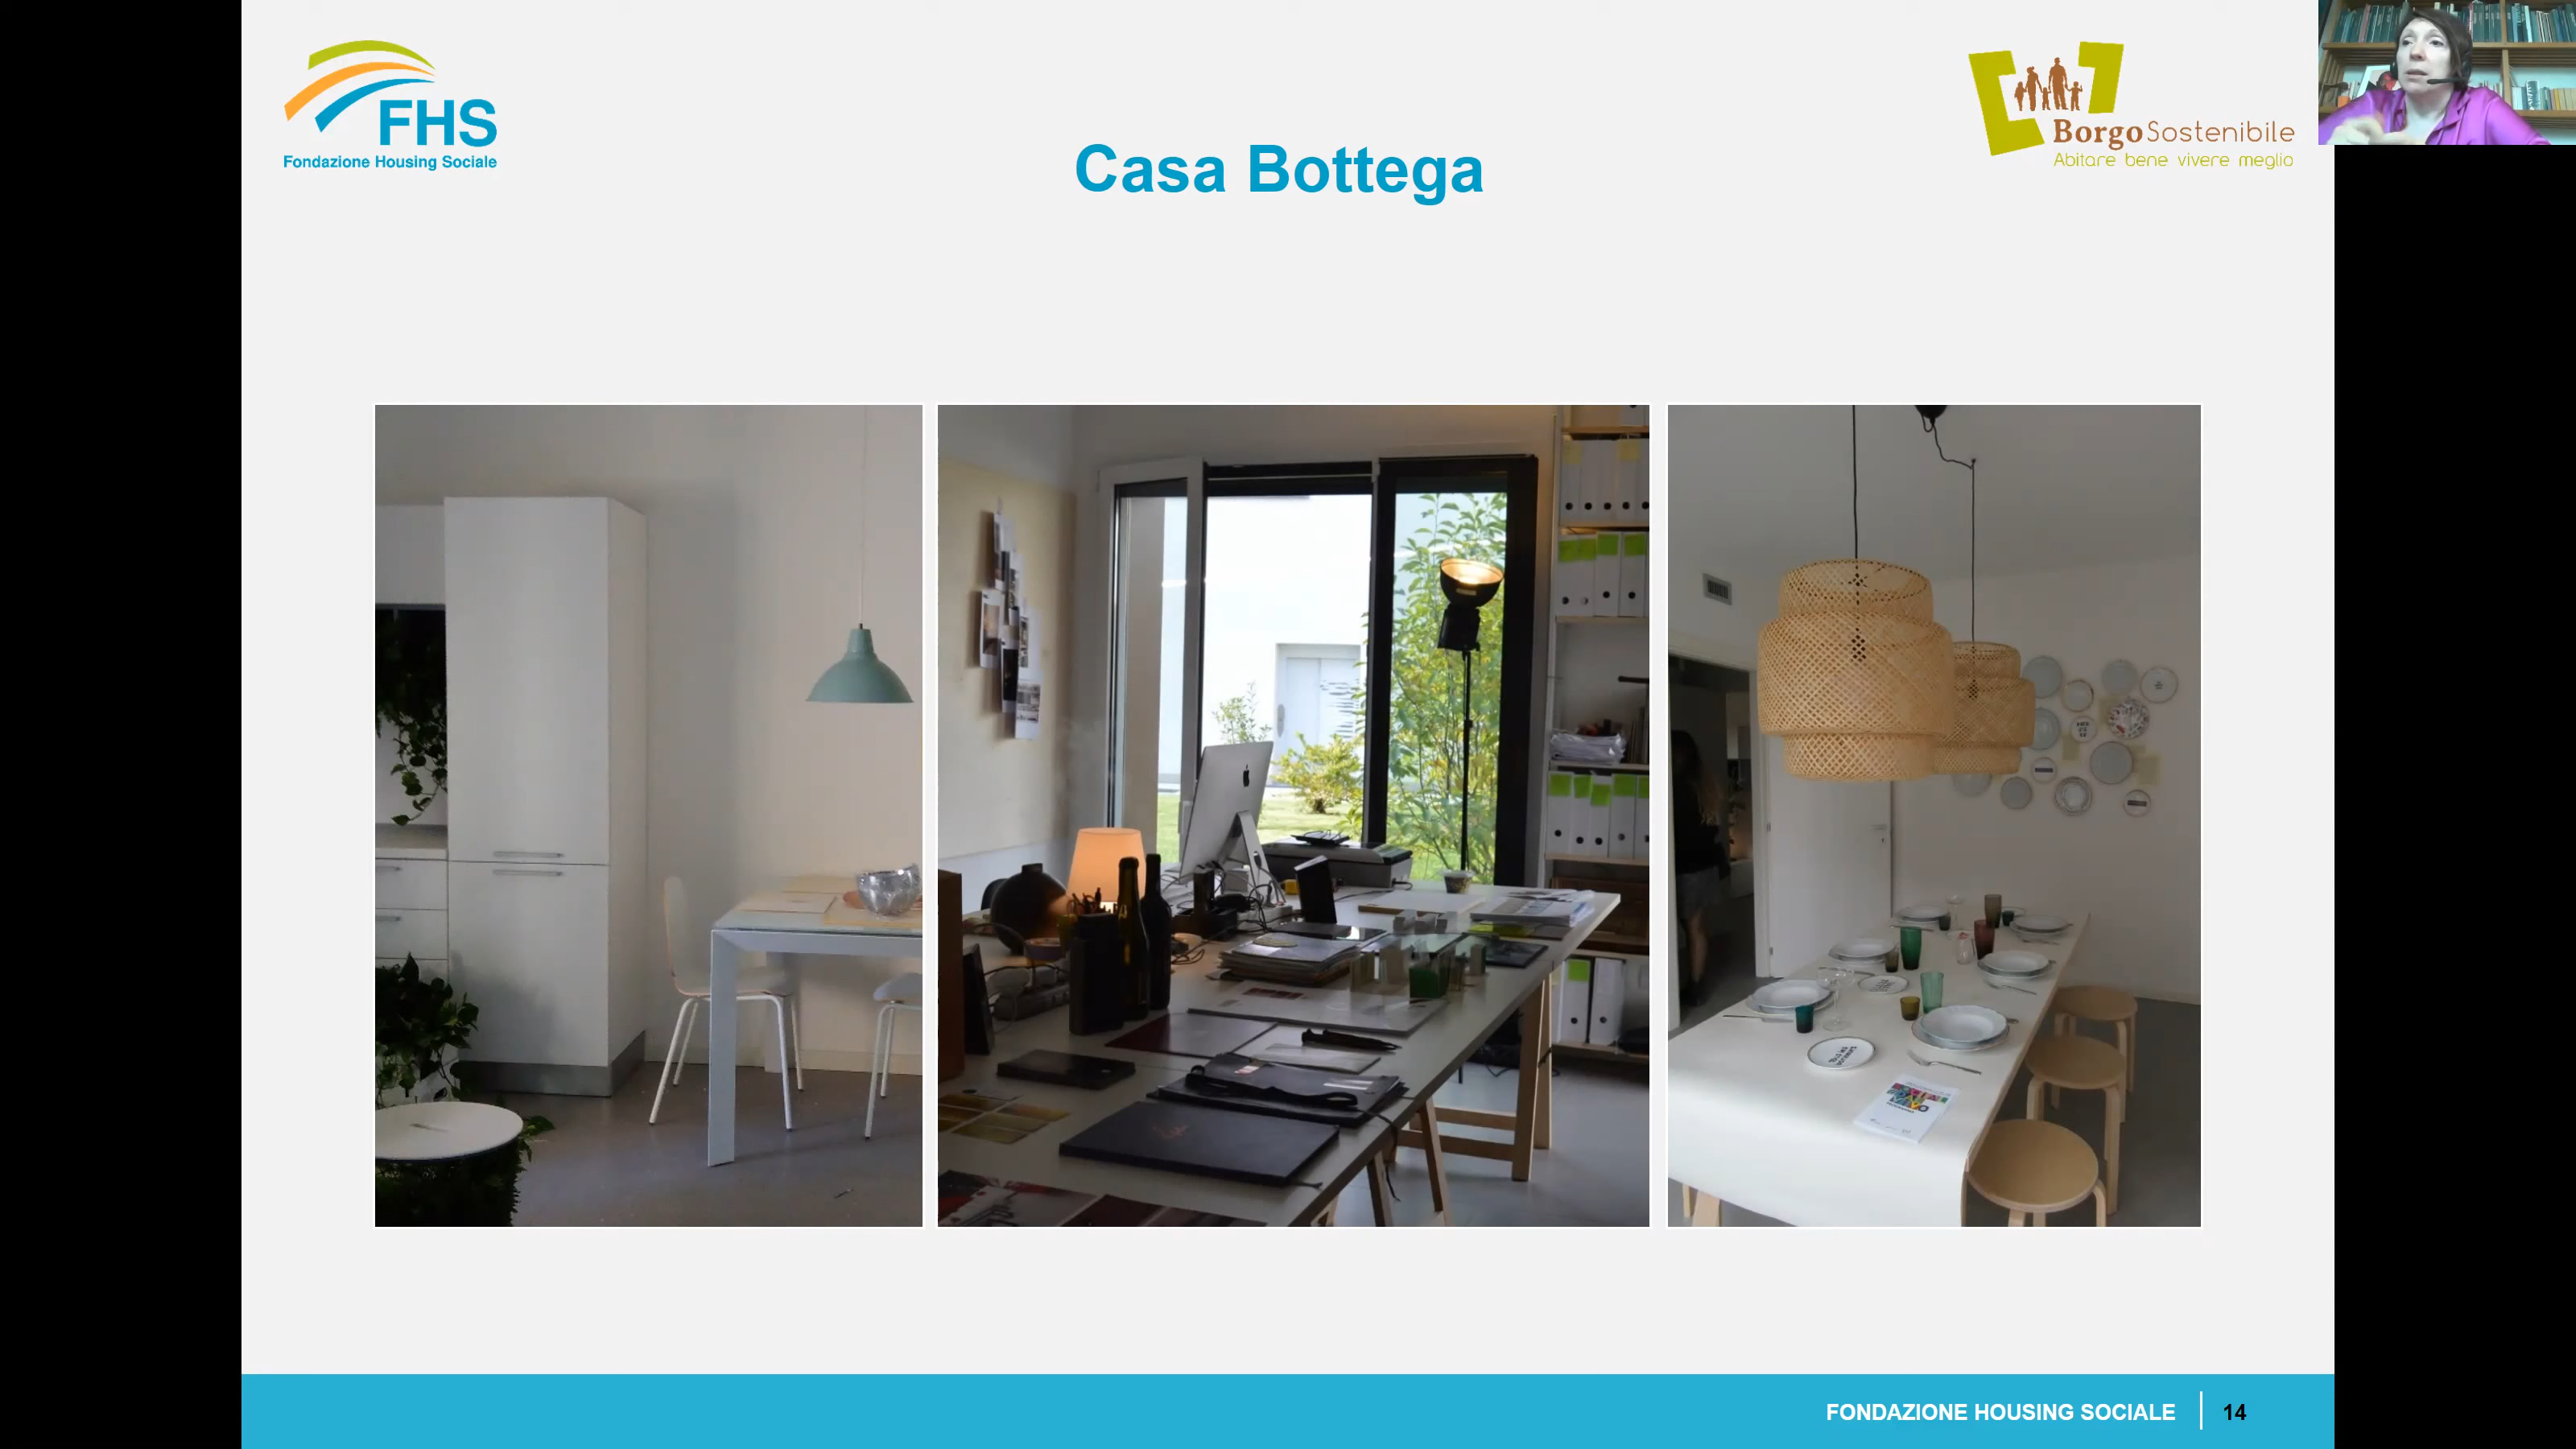 FHS
Fondazione Housing Sociale
Borgo Sostenibile
Abitare bene vivere meglio
Casa Bottega
FONDAZIONE HOUSING SOCIALE
14